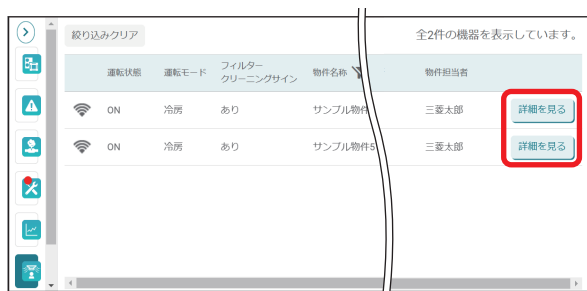 絞り込みクリア
全2件の機器を表示しています。
運転状態 運転モード フィルター クリーニングサイン 物件名称 物件担当者
ON 冷房 あり サンプル物件 三菱太郎 詳細を見る
ON 冷房 あり サンプル物件5 三菱太郎 詳細を見る